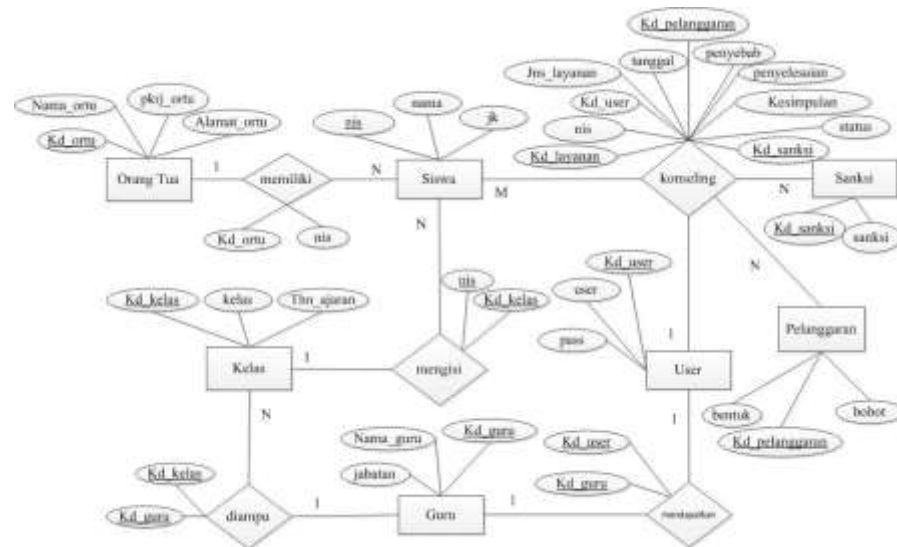 Kd_pelanggaran
tanggal
penyebab
Jns_layanan
penyelesaian
Kd_user
Kesimpulan
nis
status
Kd_layanan
Kd_sanksi
Nama_ortu
pkrj_ortu
Alamat_ortu
Kd_ortu
nama
nis
jk
Orang Tua
1
memiliki
N
Siswa
M
konseling
N
Sanksi
Kd_ortu
nis
N
Kd_sanksi
sanksi
N
Kd_kelas
kelas
Thn_ajaran
nis
Kd_kelas
Kd_user
user
pass
Pelanggaran
Kelas
1
mengisi
1
User
N
1
bentuk
bobot
Kd_pelanggaran
Nama_guru
Kd_guru
jabatan
Kd_user
Kd_guru
Kd_kelas
Kd_guru
diampu
1
Guru
1
mendapatkan